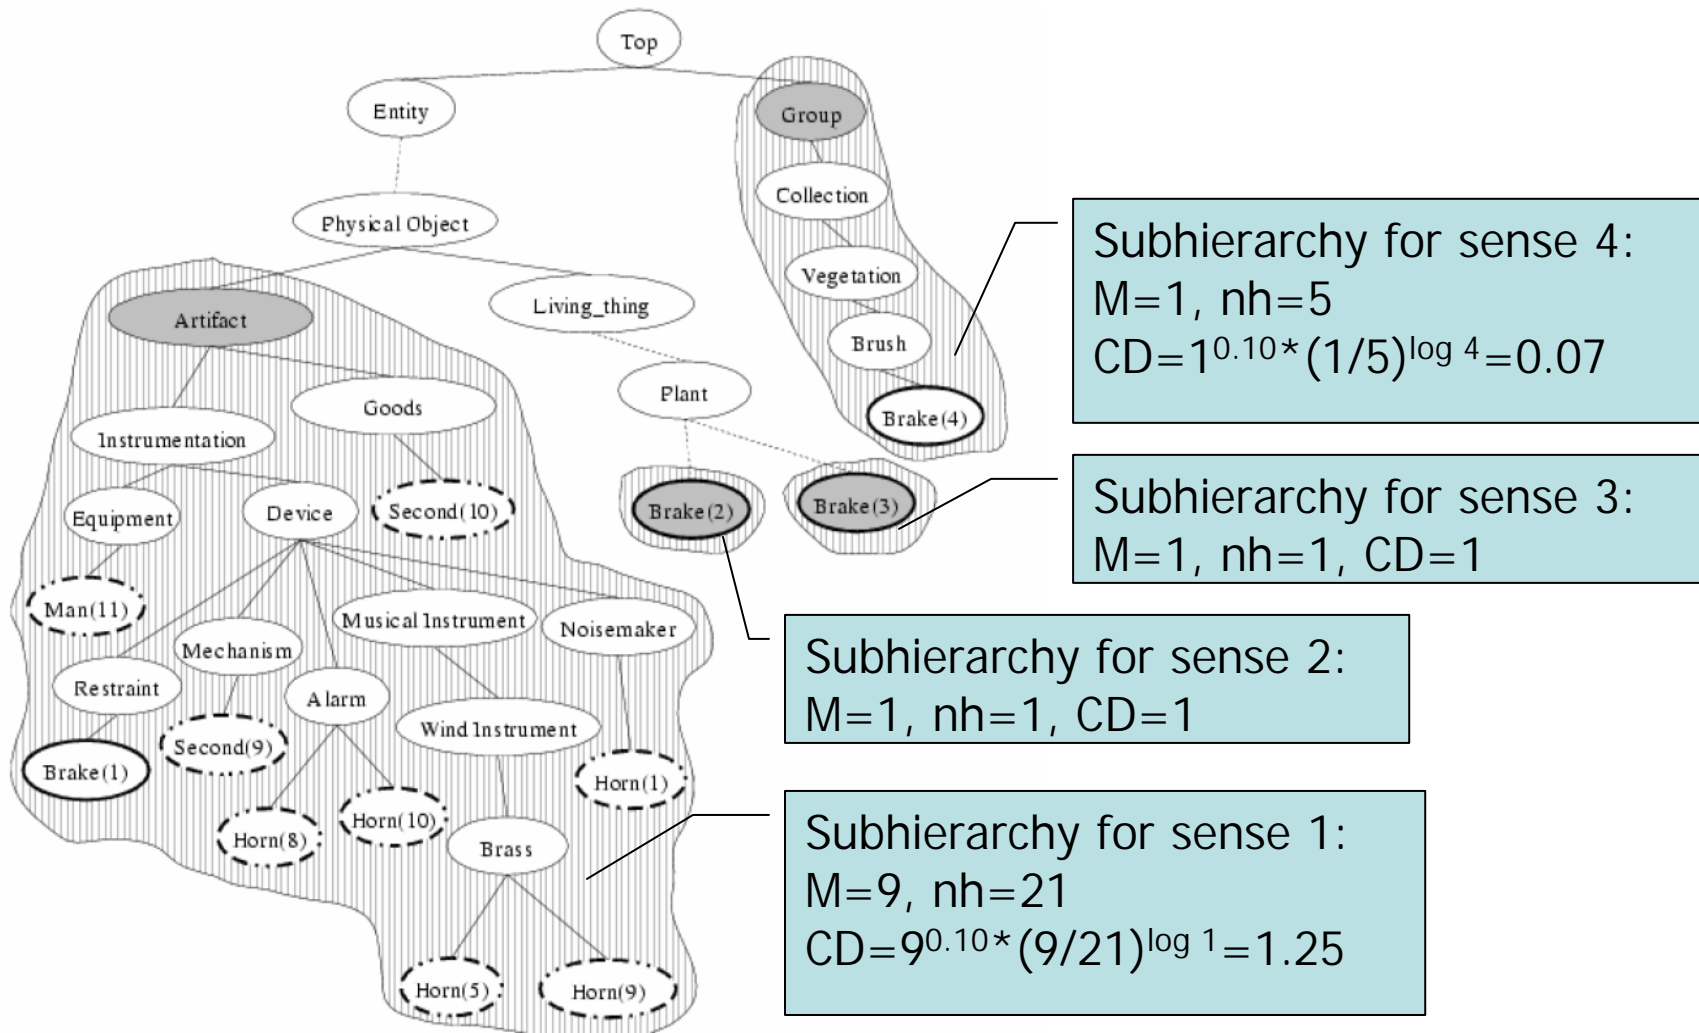 Top
Entity
Group
Collection
Physical Object
Vegetation
Living_thing
Artifact
Brush
Plant
Goods
Brake(4)
Instrumentation
Equipment
Device
Second(10)
Brake(2)
Brake(3)
Man(11)
Musical Instrument
Noisemaker
Mechanism
Restraint
Alarm
Wind Instrument
Second(9)
Brake(1)
Horn(1)
Horn(8)
Horn(10)
Brass
Horn(5)
Horn(9)
Subhierarchy for sense 4:
M=1, nh=5
CD=1^0.10*(1/5)^log 4=0.07
Subhierarchy for sense 3:
M=1, nh=1, CD=1
Subhierarchy for sense 2:
M=1, nh=1, CD=1
Subhierarchy for sense 1:
M=9, nh=21
CD=9^0.10*(9/21)^log 1=1.25